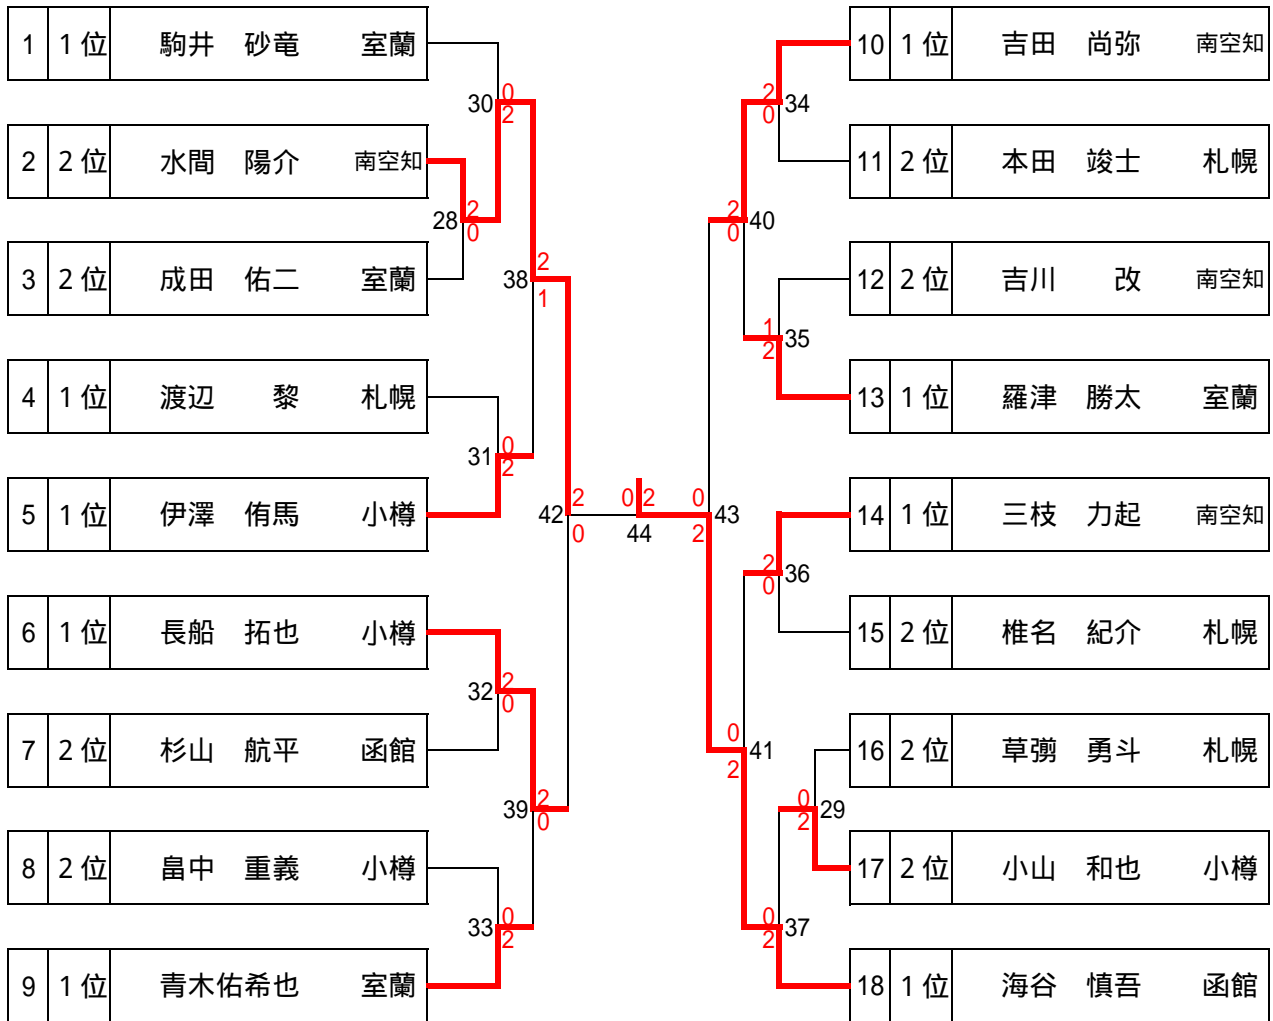 1 1位 駒井 砂竜 室蘭
0
30
2
2 2位 水間 陽介 南空知
28
2
0
3 2位 成田 佑二 室蘭
38
2
1
4 1位 渡辺 黎 札幌
31
0
2
5 1位 伊澤 侑馬 小樽
42
2
0
6 1位 長船 拓也 小樽
32
2
0
7 2位 杉山 航平 函館
39
2
0
8 2位 畠中 重義 小樽
33
0
2
9 1位 青木佑希也 室蘭
0 2
44
10 1位 吉田 尚弥 南空知
2
0
34
11 2位 本田 竣士 札幌
2
0
40
12 2位 吉川 改 南空知
1
2
35
13 1位 羅津 勝太 室蘭
0
2
43
14 1位 三枝 力起 南空知
2
0
36
15 2位 椎名 紀介 札幌
0
2
41
16 2位 草彅 勇斗 札幌
0
2
29
17 2位 小山 和也 小樽
0
2
37
18 1位 海谷 慎吾 函館